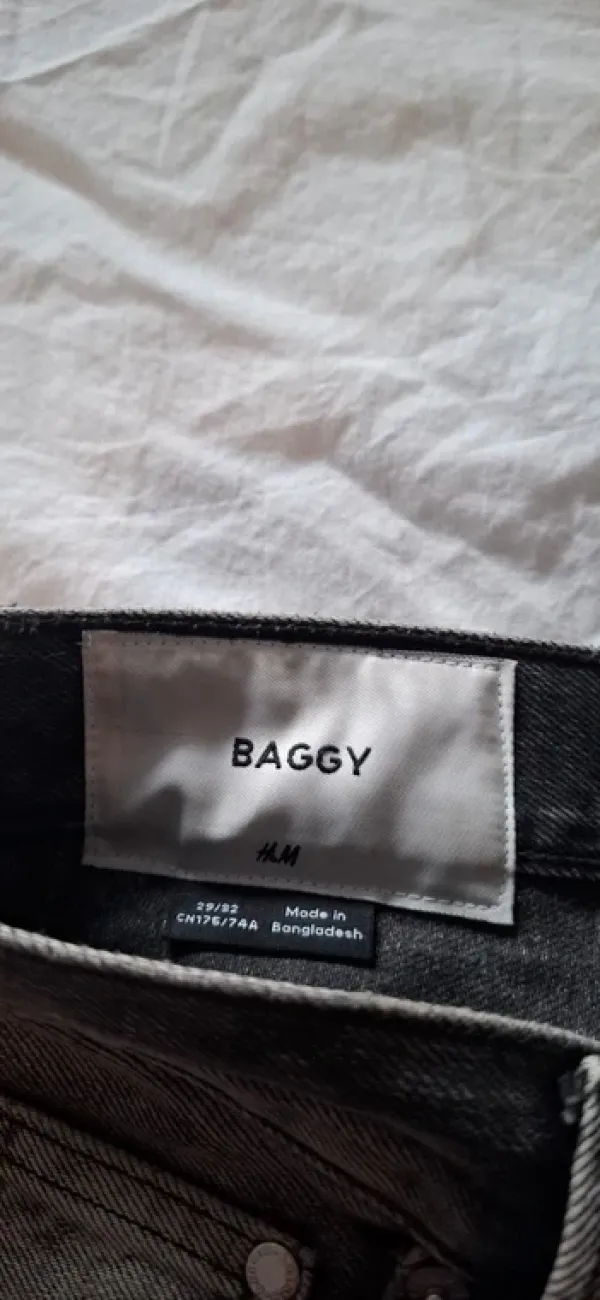 BAGGY
H&M
29/32
CN175/74A
Made in
Bangladesh